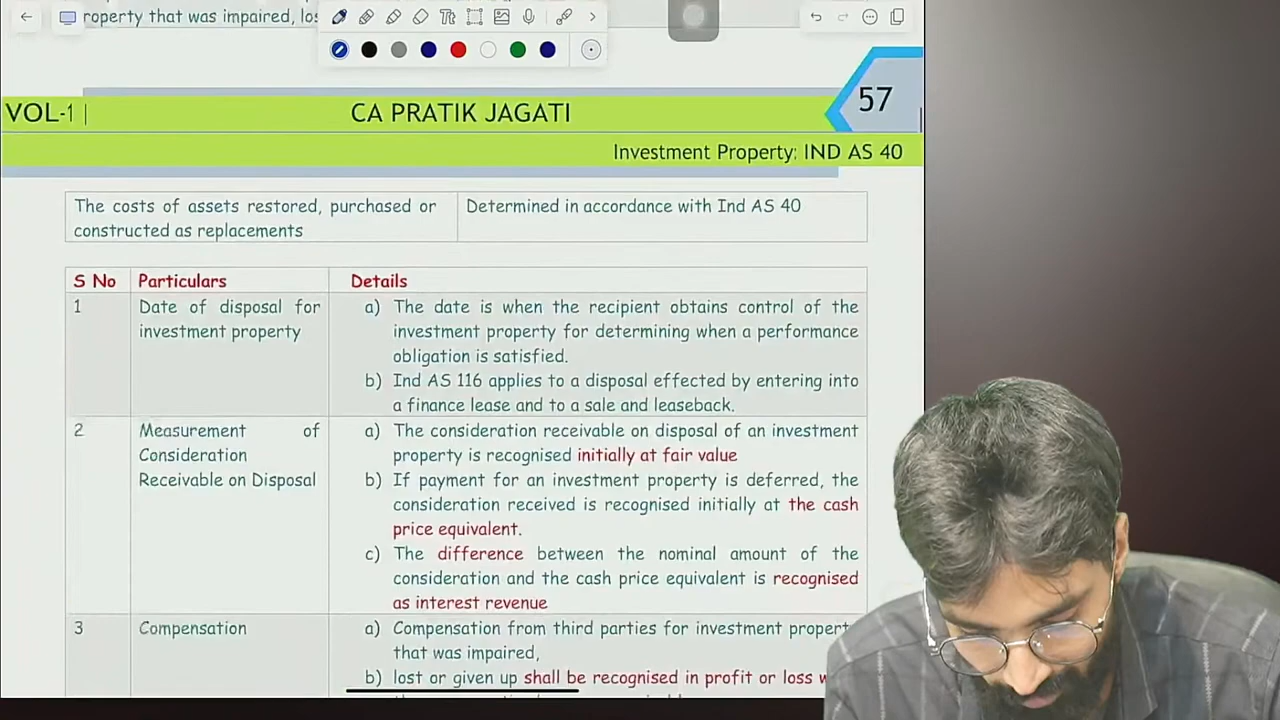 roperty that was impaired, los
VOL-1 |
CA PRATIK JAGATI
57
Investment Property: IND AS 40
The costs of assets restored, purchased or
constructed as replacements
Determined in accordance with Ind AS 40
S No Particulars Details
1
Date of disposal for
investment property
a) The date is when the recipient obtains control of the
investment property for determining when a performance
obligation is satisfied.
b) Ind AS 116 applies to a disposal effected by entering into
a finance lease and to a sale and leaseback.
2
Measurement of
Consideration
Receivable on Disposal
a) The consideration receivable on disposal of an investment
property is recognised initially at fair value
b) If payment for an investment property is deferred, the
consideration received is recognised initially at the cash
price equivalent.
c) The difference between the nominal amount of the
consideration and the cash price equivalent is recognised
as interest revenue
3
Compensation
a) Compensation from third parties for investment propert
that was impaired,
b) lost or given up shall be recognised in profit or loss